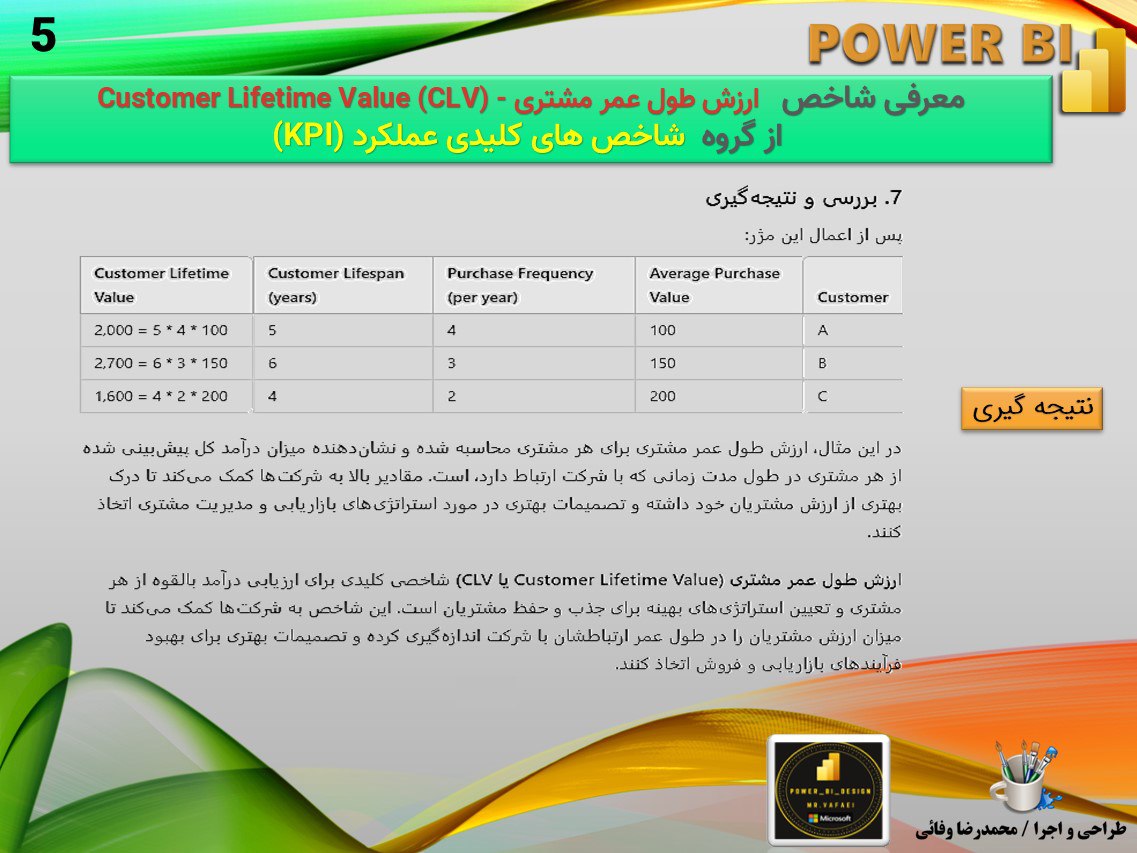 5
POWER BI
معرفی شاخص ارزش طول عمر مشتری - Customer Lifetime Value (CLV)
از گروه شاخص های کلیدی عملکرد (KPI)
7. بررسی و نتیجه‌گیری
پس از اعمال این مژر:
Customer Lifetime Value | Customer Lifespan (years) | Purchase Frequency (per year) | Average Purchase Value | Customer
2,000 = 5 * 4 * 100 | 5 | 4 | 100 | A
2,700 = 6 * 3 * 150 | 6 | 3 | 150 | B
1,600 = 4 * 2 * 200 | 4 | 2 | 200 | C
نتیجه گیری
در این مثال، ارزش طول عمر مشتری برای هر مشتری محاسبه شده و نشان‌دهنده میزان درآمد کل پیش‌بینی شده
از هر مشتری در طول مدت زمانی که با شرکت ارتباط دارد، است. مقادیر بالا به شرکت‌ها کمک می‌کند تا درک
بهتری از ارزش مشتریان خود داشته و تصمیمات بهتری در مورد استراتژی‌های بازاریابی و مدیریت مشتری اتخاذ
کنند.
ارزش طول عمر مشتری (Customer Lifetime Value یا CLV) شاخصی کلیدی برای ارزیابی درآمد بالقوه از هر
مشتری و تعیین استراتژی‌های بهینه برای جذب و حفظ مشتریان است. این شاخص به شرکت‌ها کمک می‌کند تا
میزان ارزش مشتریان را در طول عمر ارتباطشان با شرکت اندازه‌گیری کرده و تصمیمات بهتری برای بهبود
فرآیندهای بازاریابی و فروش اتخاذ کنند.
POWER_BI_DESIGN
MR.VAFAEI
Microsoft
طراحی و اجرا / محمدرضا وفائی